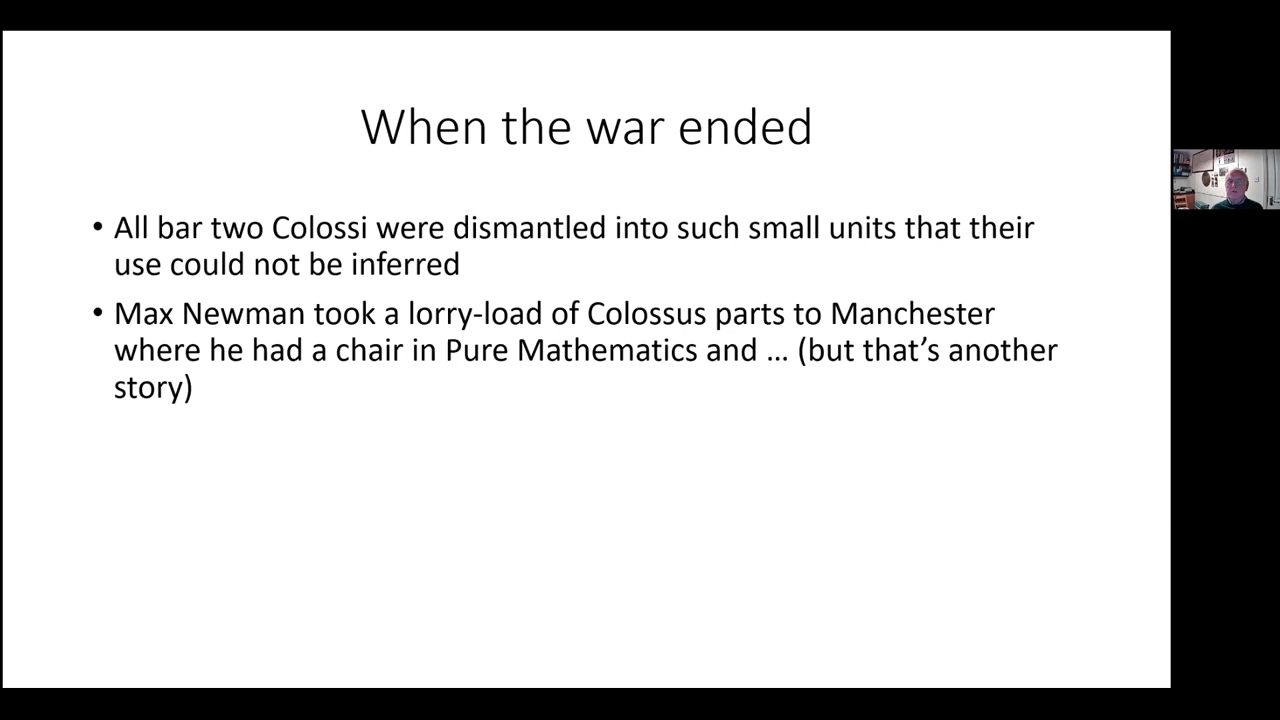 When the war ended
• All bar two Colossi were dismantled into such small units that their
use could not be inferred
• Max Newman took a lorry-load of Colossus parts to Manchester
where he had a chair in Pure Mathematics and … (but that’s another
story)